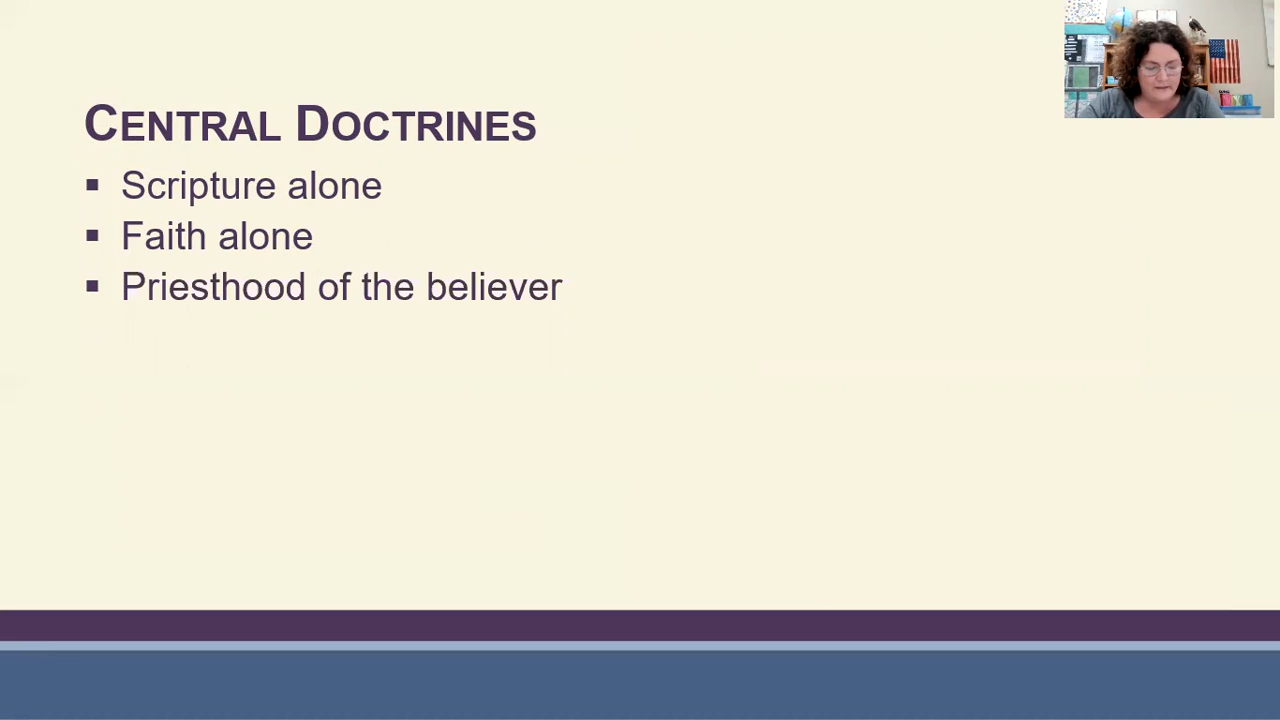 CENTRAL DOCTRINES
▪ Scripture alone
▪ Faith alone
▪ Priesthood of the believer